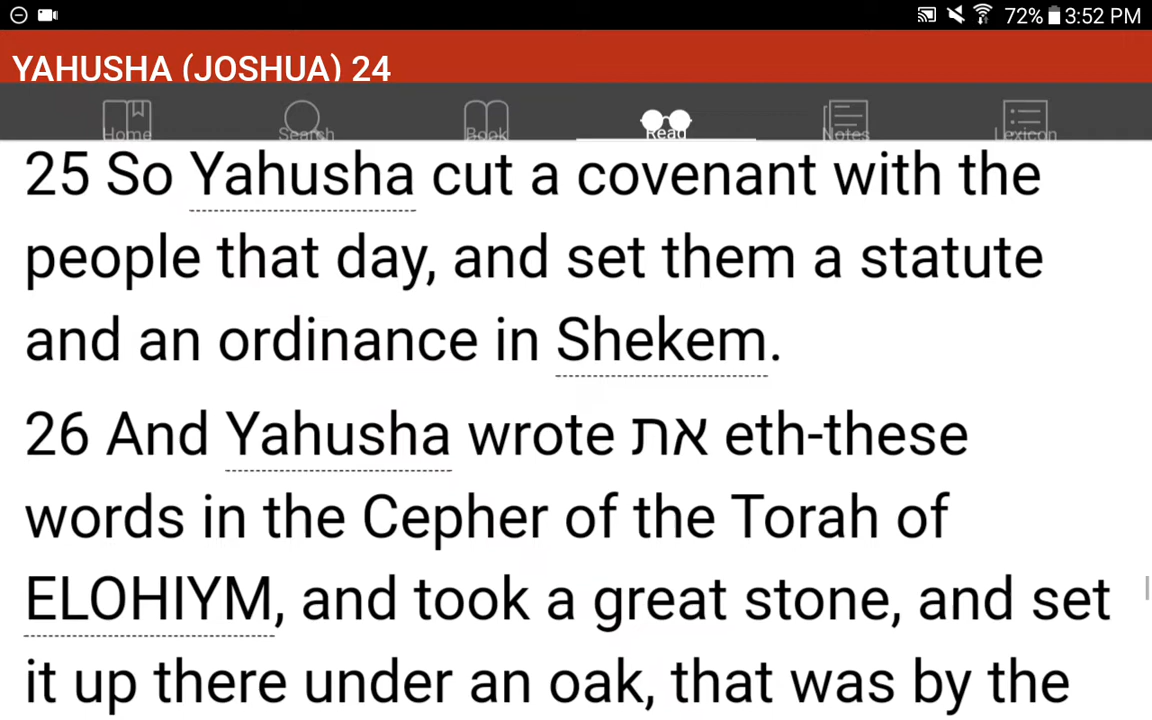 72% 3:52 PM
YAHUSHA (JOSHUA) 24
Home Search Book Read Notes Lexicon
25 So Yahusha cut a covenant with the
people that day, and set them a statute
and an ordinance in Shekem.
26 And Yahusha wrote את eth-these
words in the Cepher of the Torah of
ELOHIYM, and took a great stone, and set
it up there under an oak, that was by the